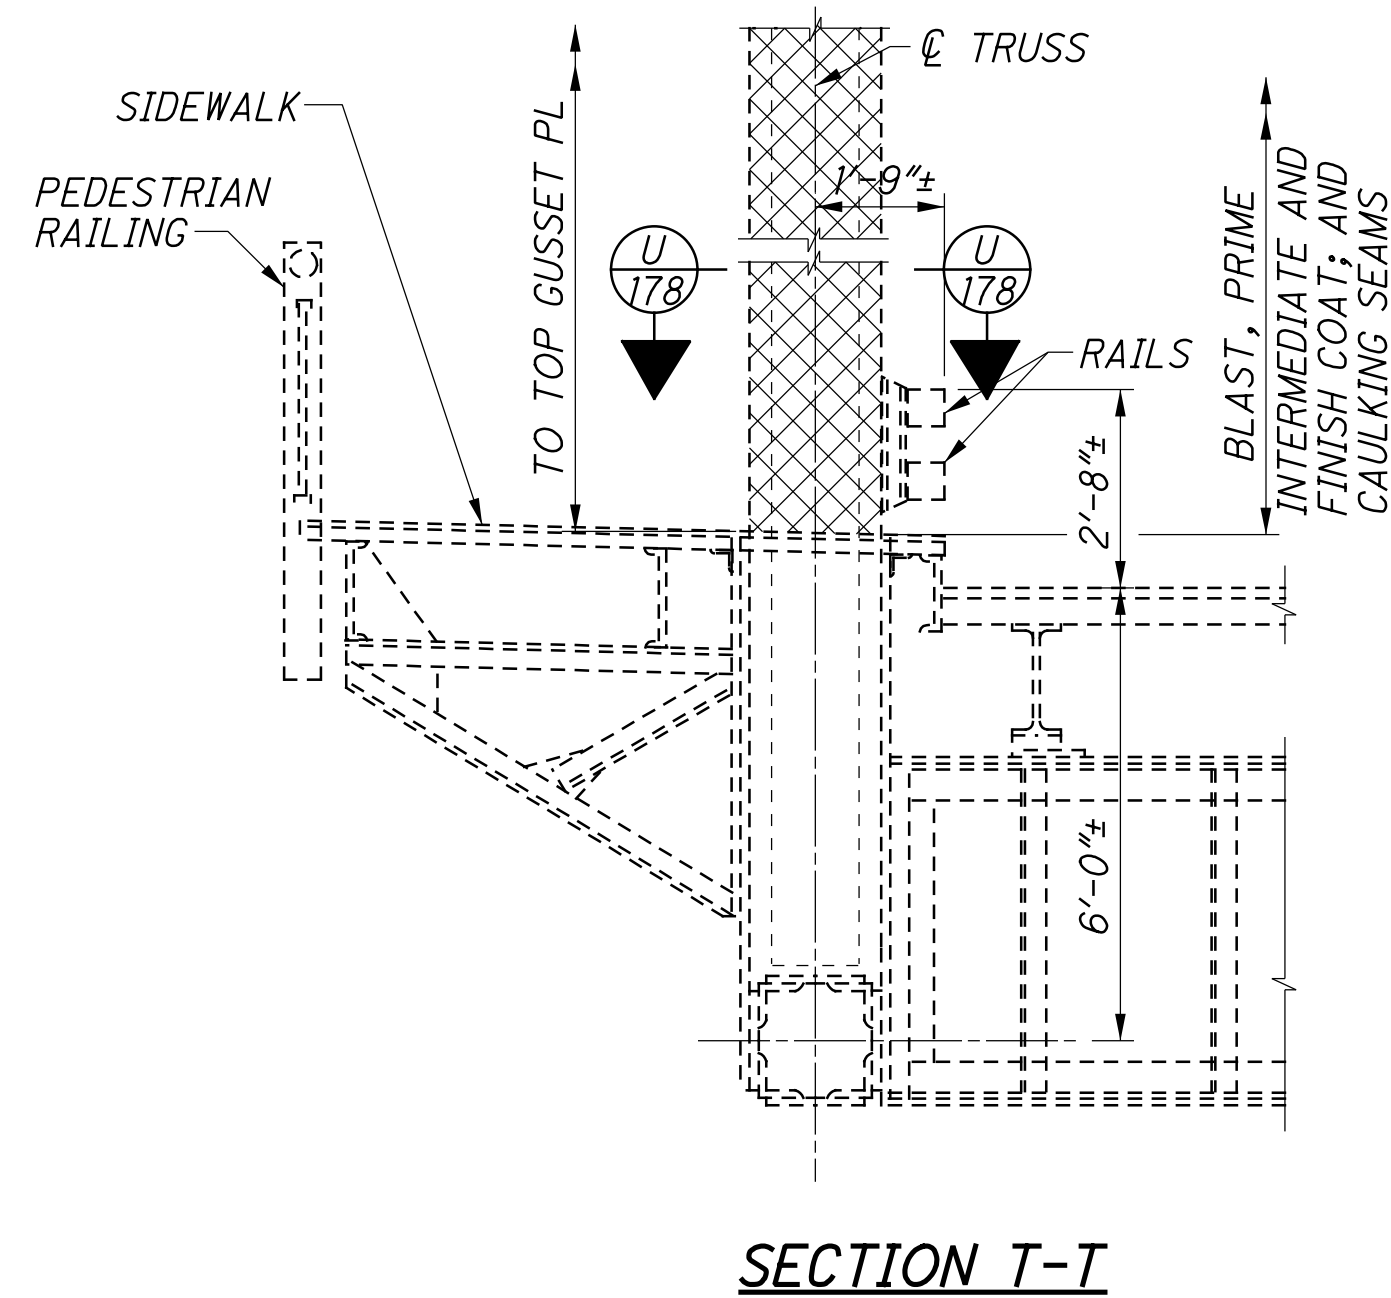 ℄ TRUSS
SIDEWALK
PEDESTRIAN
RAILING
TO TOP GUSSET PL
1'-9"±
U
178
U
178
RAILS
BLAST, PRIME
INTERMEDIATE AND
FINISH COAT; AND
CAULKING SEAMS
2'-8"±
6'-0"±
SECTION T-T